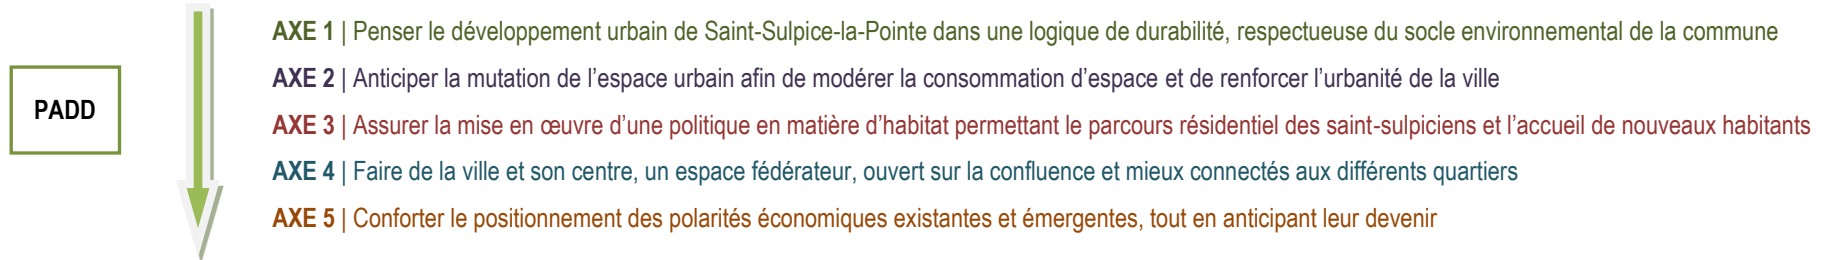 PADD
AXE 1 | Penser le développement urbain de Saint-Sulpice-la-Pointe dans une logique de durabilité, respectueuse du socle environnemental de la commune
AXE 2 | Anticiper la mutation de l’espace urbain afin de modérer la consommation d’espace et de renforcer l’urbanité de la ville
AXE 3 | Assurer la mise en œuvre d’une politique en matière d’habitat permettant le parcours résidentiel des saint-sulpiciens et l’accueil de nouveaux habitants
AXE 4 | Faire de la ville et son centre, un espace fédérateur, ouvert sur la confluence et mieux connectés aux différents quartiers
AXE 5 | Conforter le positionnement des polarités économiques existantes et émergentes, tout en anticipant leur devenir